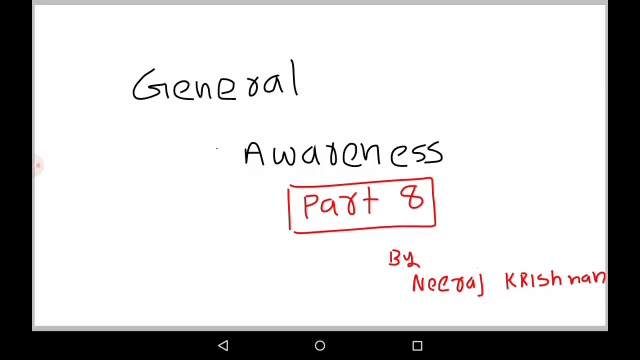 General
Awareness
Part 8
By
Neeraj Krishnan